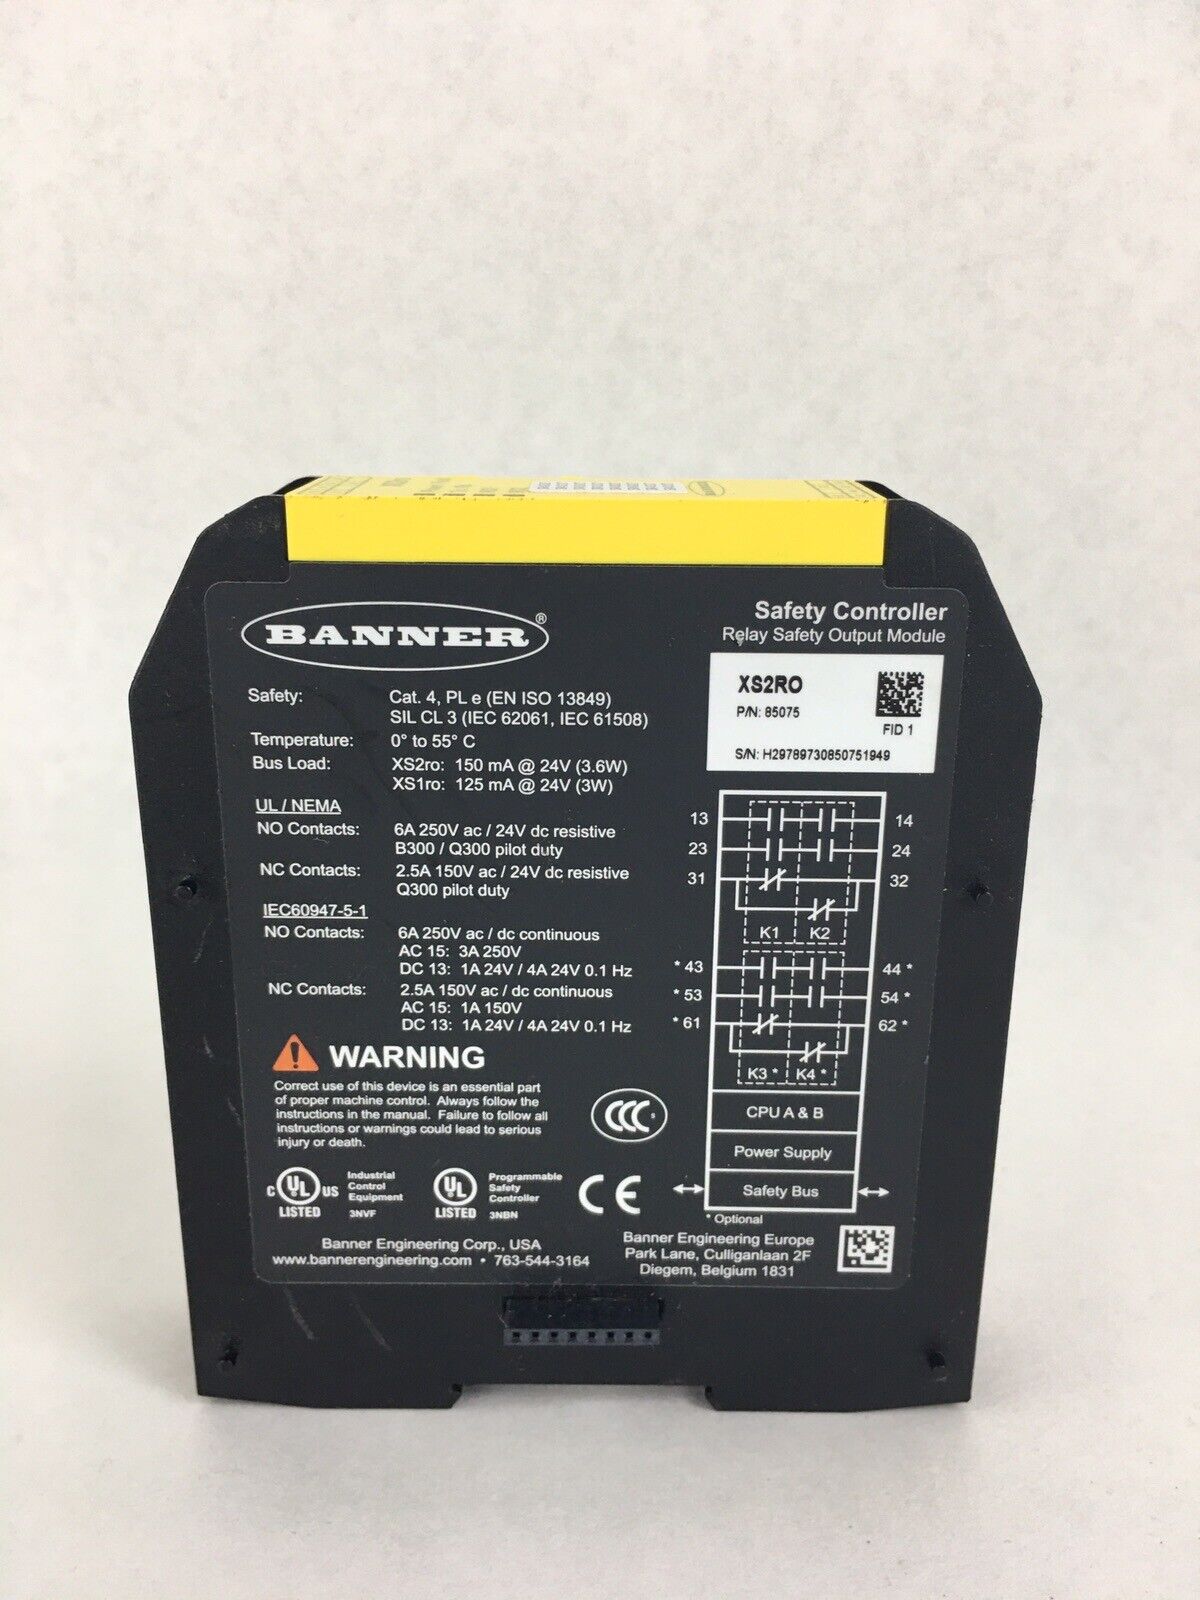 BANNER®
Safety Controller
Relay Safety Output Module
XS2RO
P/N: 85075
FID 1
S/N: H29789730850751949
Safety: Cat. 4, PL e (EN ISO 13849)
SIL CL 3 (IEC 62061, IEC 61508)
Temperature: 0° to 55° C
Bus Load: XS2ro: 150 mA @ 24V (3.6W)
XS1ro: 125 mA @ 24V (3W)
UL / NEMA
NO Contacts: 6A 250V ac / 24V dc resistive
B300 / Q300 pilot duty
NC Contacts: 2.5A 150V ac / 24V dc resistive
Q300 pilot duty
IEC60947-5-1
NO Contacts: 6A 250V ac / dc continuous
AC 15: 3A 250V
DC 13: 1A 24V / 4A 24V 0.1 Hz
NC Contacts: 2.5A 150V ac / dc continuous
AC 15: 1A 150V
DC 13: 1A 24V / 4A 24V 0.1 Hz
13 14
23 24
31 32
K1 K2
* 43 44 *
* 53 54 *
* 61 62 *
K3 * K4 *
CPU A & B
Power Supply
Safety Bus
* Optional
WARNING
Correct use of this device is an essential part
of proper machine control. Always follow the
instructions in the manual. Failure to follow all
instructions or warnings could lead to serious
injury or death.
CCC S
C UL US LISTED
Industrial
Control
Equipment
3NVF
UL LISTED
Programmable
Safety
Controller
3NBN
CE
Banner Engineering Corp., USA
www.bannerengineering.com • 763-544-3164
Banner Engineering Europe
Park Lane, Culliganlaan 2F
Diegem, Belgium 1831